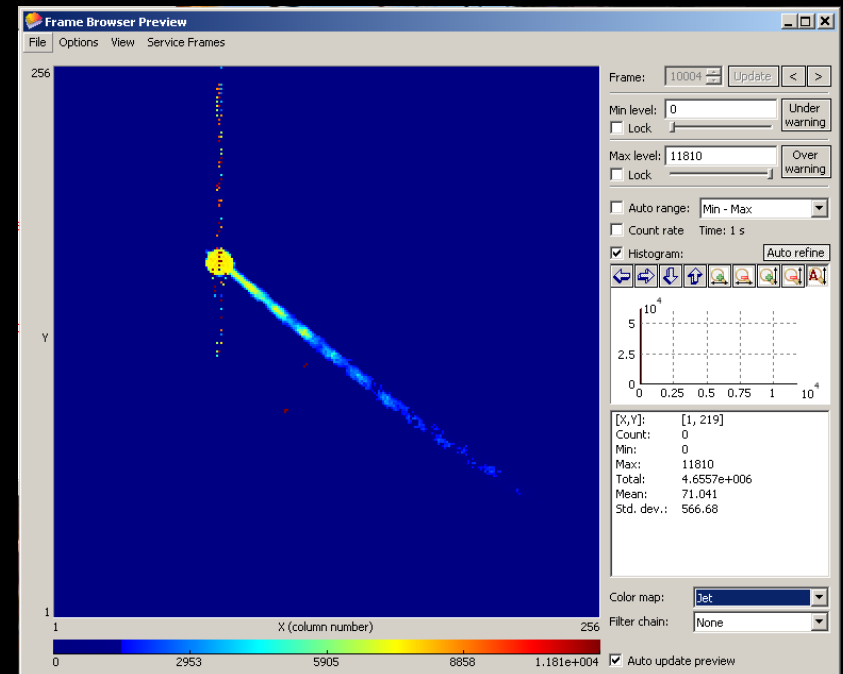 Frame Browser Preview
File Options View Service Frames
256
Y
1
1 X (column number) 256
0 2953 5905 8858 1.181e+004
Frame: 10004 Update < >
Min level: 0 Under warning
Lock
Max level: 11810 Over warning
Lock
Auto range: Min - Max
Count rate Time: 1 s
Histogram: Auto refine
A
10^4
5
2.5
0
0 0.25 0.5 0.75 1 10^4
[X,Y]: [1, 219]
Count: 0
Min: 0
Max: 11810
Total: 4.6557e+006
Mean: 71.041
Std. dev.: 566.68
Color map: Jet
Filter chain: None
Auto update preview